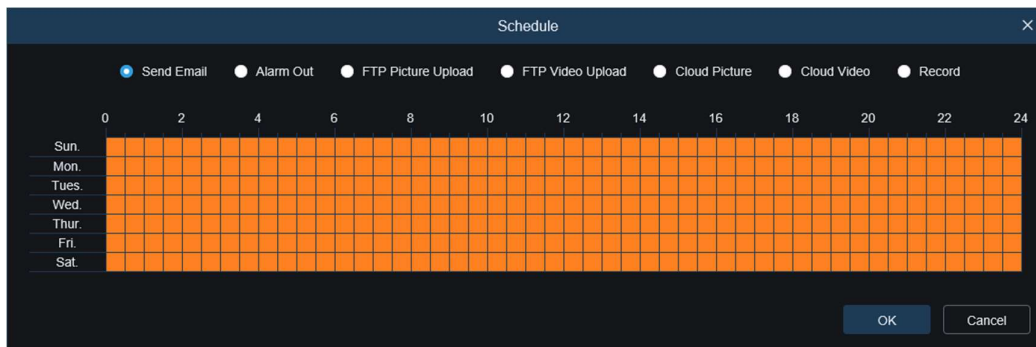 Schedule
Send Email Alarm Out FTP Picture Upload FTP Video Upload Cloud Picture Cloud Video Record
0 2 4 6 8 10 12 14 16 18 20 22 24
Sun.
Mon.
Tues.
Wed.
Thur.
Fri.
Sat.
OK Cancel